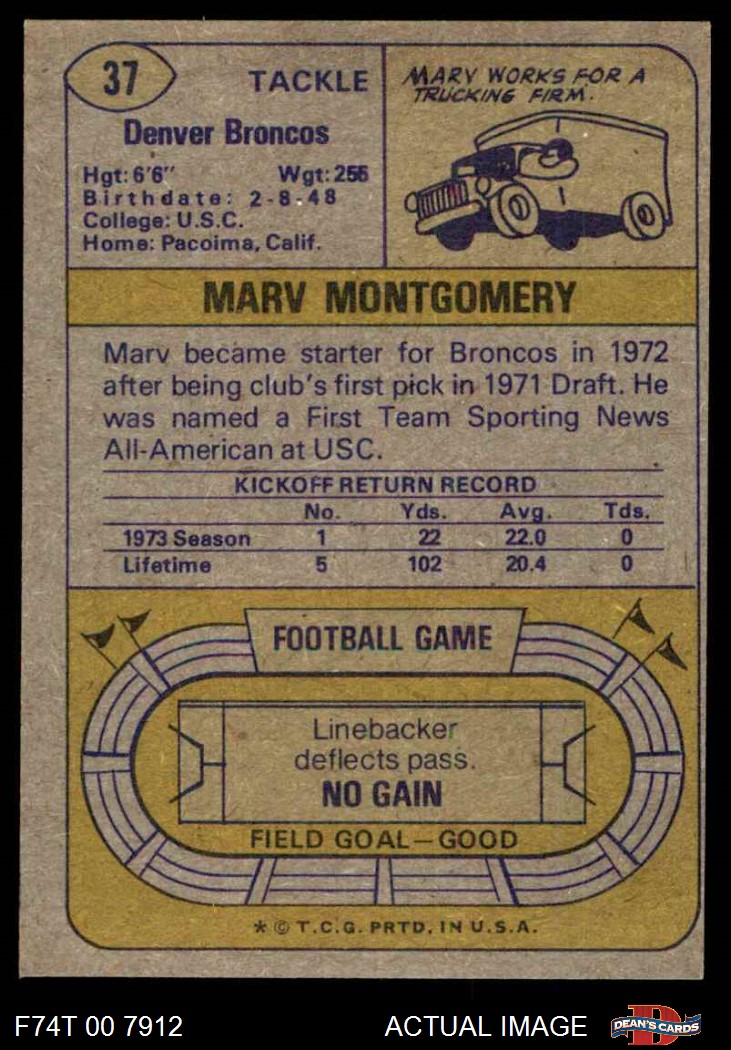 37
TACKLE
Denver Broncos
Hgt: 6'6" Wgt: 255
Birthdate: 2-8-48
College: U.S.C.
Home: Pacoima, Calif.
MARV WORKS FOR A
TRUCKING FIRM.
MARV MONTGOMERY
Marv became starter for Broncos in 1972
after being club's first pick in 1971 Draft. He
was named a First Team Sporting News
All-American at USC.
KICKOFF RETURN RECORD
No. Yds. Avg. Tds.
1973 Season 1 22 22.0 0
Lifetime 5 102 20.4 0
FOOTBALL GAME
Linebacker
deflects pass.
NO GAIN
FIELD GOAL—GOOD
* © T.C.G. PRTD. IN U.S.A.
F74T 00 7912 ACTUAL IMAGE D DEAN'S CARDS